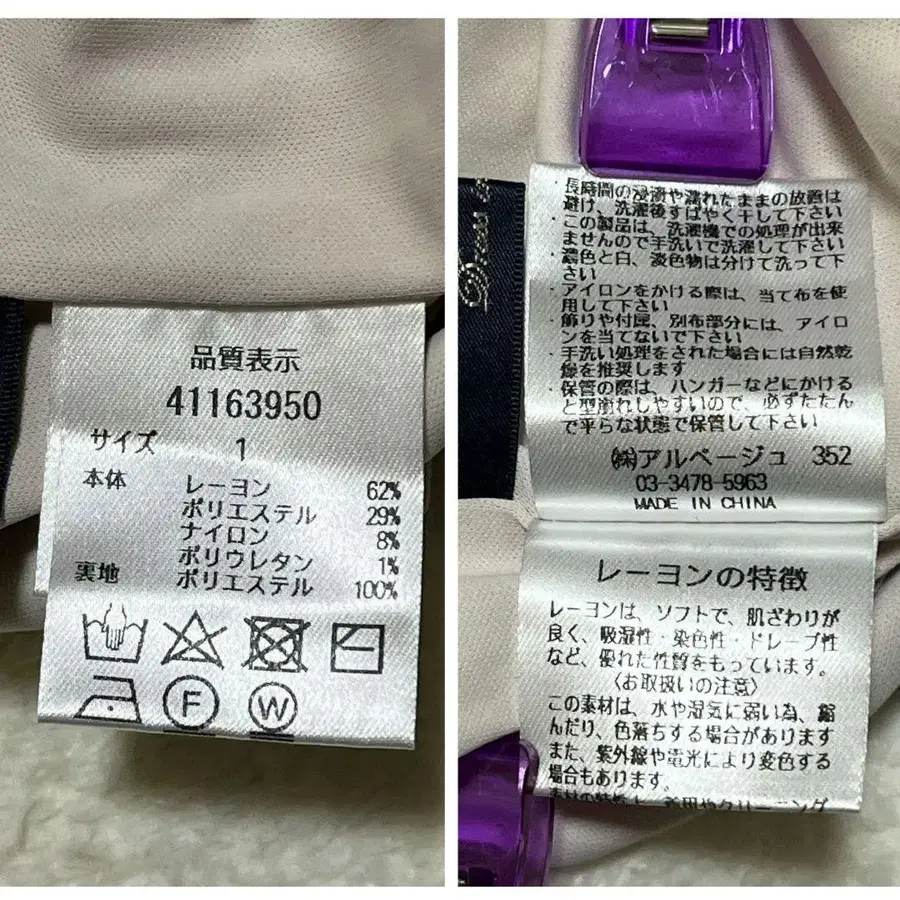 品質表示
41163950
サイズ 1
本体 レーヨン 62%
ポリエステル 29%
ナイロン 8%
ポリウレタン 1%
裏地 ポリエステル 100%
F W
・長時間の浸漬や濡れたままの放置は
避け、洗濯後すばやく干して下さい
・この製品は、洗濯機での処理が出来
ませんので手洗いで洗濯して下さい
・濃色と白、淡色物は分けて洗って下
さい
・アイロンをかける際は、当て布を使
用して下さい
・飾りや付属、別布部分には、アイロ
ンを当てないで下さい
・手洗い処理をされた場合には自然乾
燥を推奨します
・保管の際は、ハンガーなどにかける
と型崩れしやすいので、必ずたたん
で平らな状態で保管して下さい
㈱アルページュ 352
03-3478-5963
MADE IN CHINA
レーヨンの特徴
レーヨンは、ソフトで、肌ざわりが
良く、吸湿性・染色性・ドレープ性
など、優れた性質をもっています。
〈お取扱いの注意〉
この素材は、水や湿気に弱い為、縮
んだり、色落ちする場合があります
また、紫外線や電光により変色する
場合もあります。